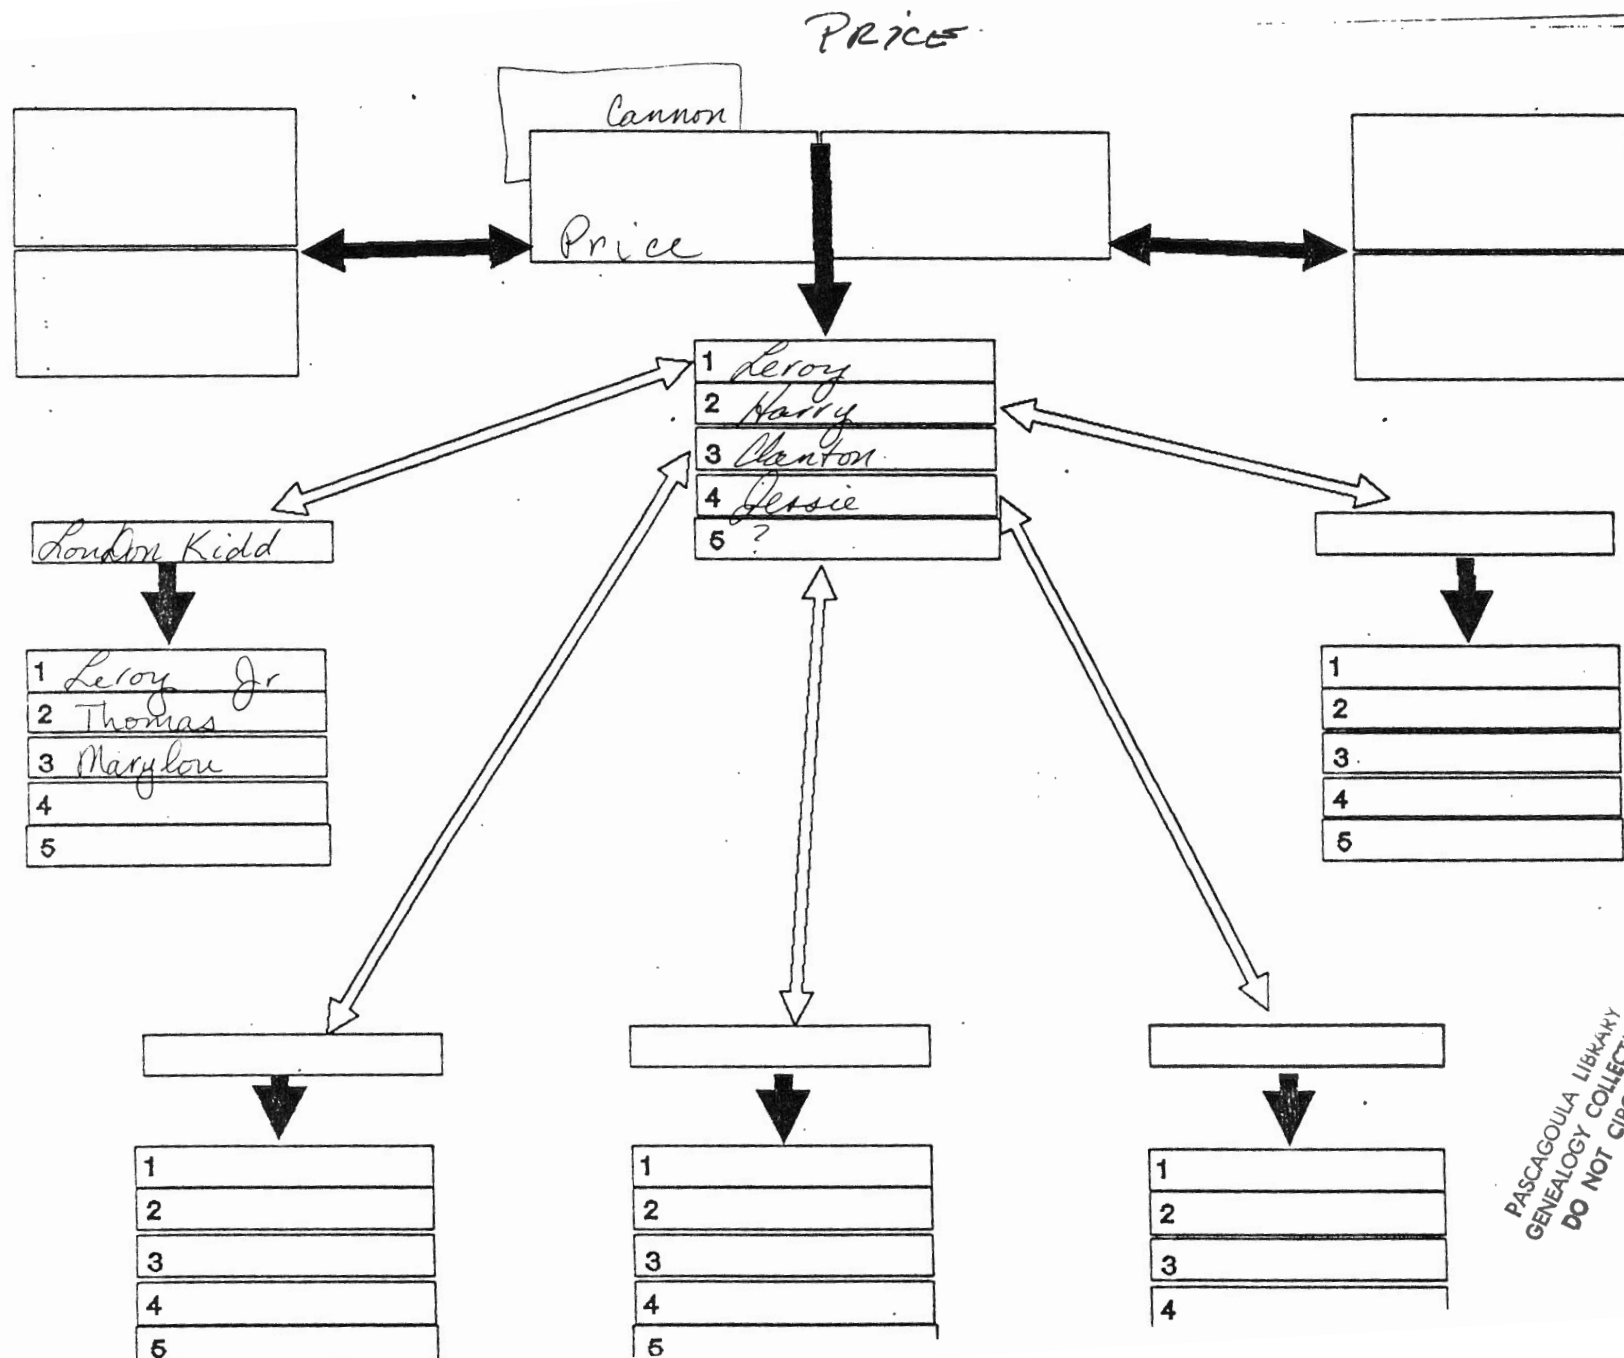 PRICE
Cannon
Price
1 Leroy
2 Harry
3 Clanton
4 Jessie
5 ?
London Kidd
1 Leroy Jr
2 Thomas
3 Marylou
4
5
1
2
3
4
5
1
2
3
4
5
1
2
3
4
5
1
2
3
4
PASCAGOULA LIBRARY
GENEALOGY COLLECT
DO NOT CIRC